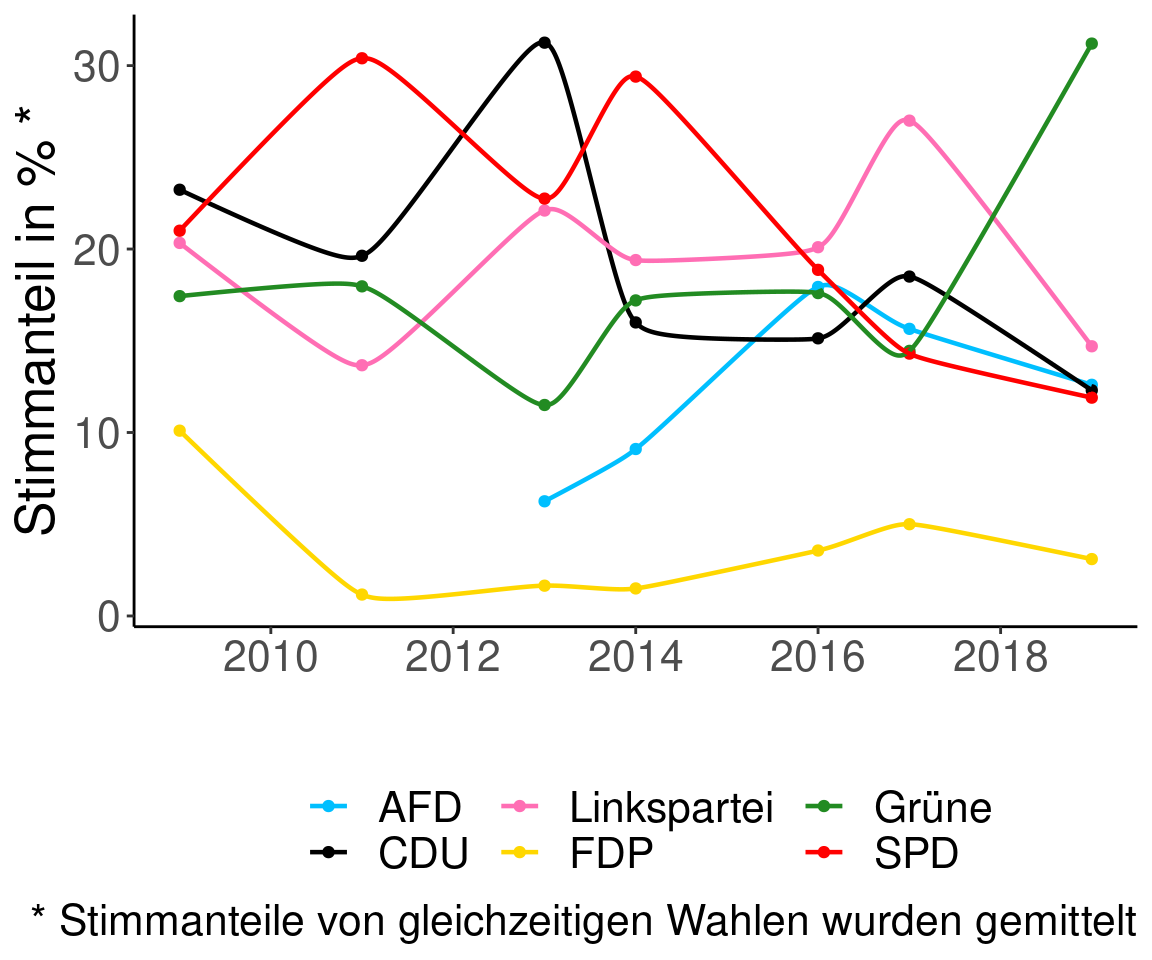 Stimmanteil in % *
30
20
10
0
2010 2012 2014 2016 2018
AFD Linkspartei Grüne
CDU FDP SPD
* Stimmanteile von gleichzeitigen Wahlen wurden gemittelt